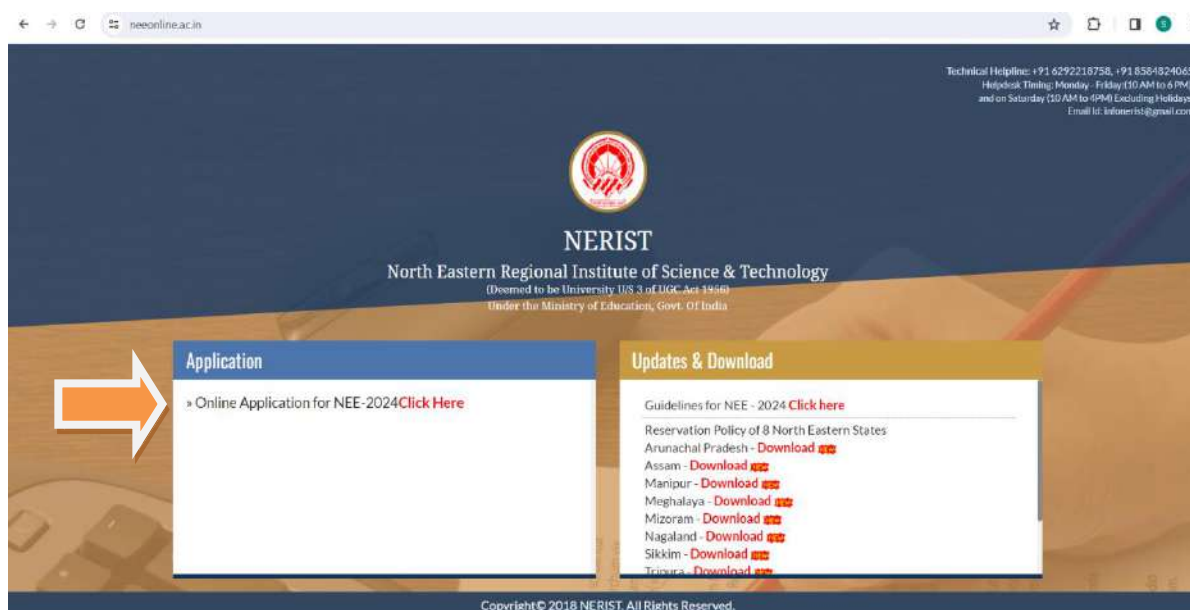 neeonline.ac.in
S
Technical Helpline: +91 6292218758, +91 8584824065
Helpdesk Timing: Monday - Friday:(10 AM to 6 PM)
and on Saturday (10 AM to 4PM) Excluding Holidays
Email Id: infonerist@gmail.com
NERIST
North Eastern Regional Institute of Science & Technology
(Deemed to be University U/S 3 of UGC Act 1956)
Under the Ministry of Education, Govt. Of India
Application
» Online Application for NEE-2024Click Here
Updates & Download
Guidelines for NEE - 2024 Click here
Reservation Policy of 8 North Eastern States
Arunachal Pradesh - Download
Assam - Download
Manipur - Download
Meghalaya - Download
Mizoram - Download
Nagaland - Download
Sikkim - Download
Tripura - Download
Copyright© 2018 NERIST. All Rights Reserved.